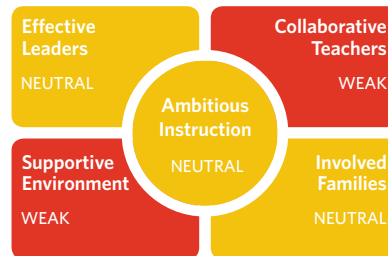 Effective
Leaders
NEUTRAL
Collaborative
Teachers
WEAK
Ambitious
Instruction
NEUTRAL
Supportive
Environment
WEAK
Involved
Families
NEUTRAL